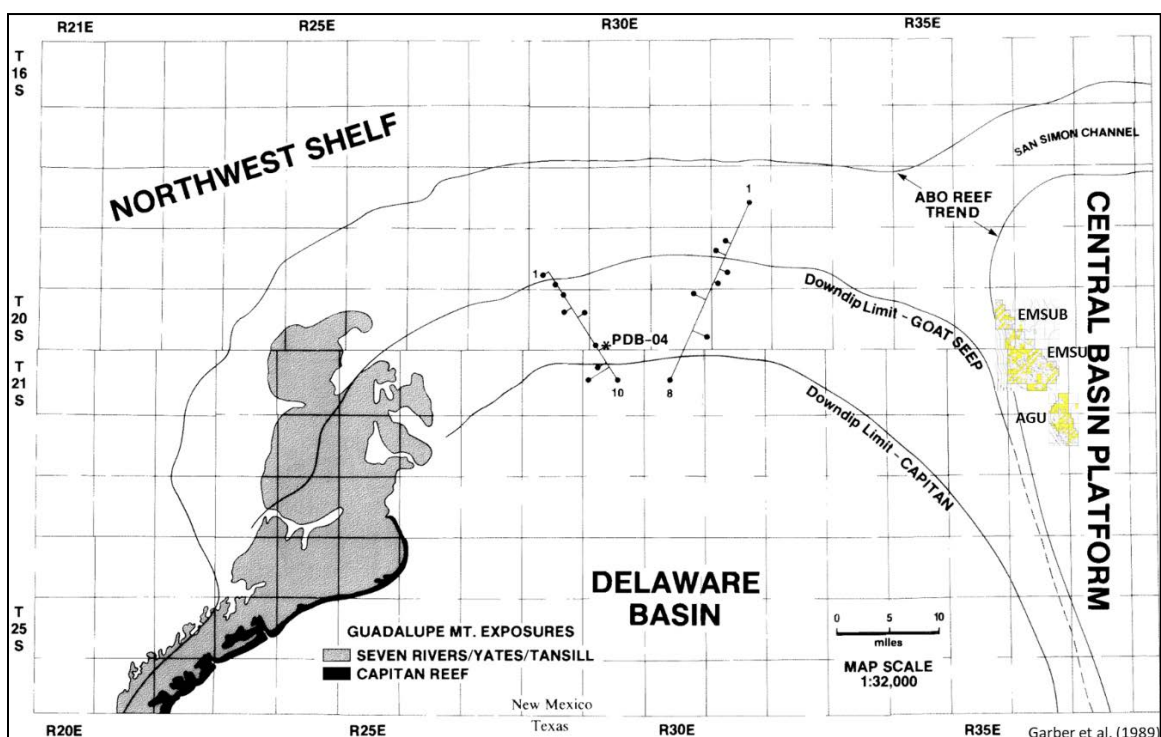 R21E R25E R30E R35E
T
16
S
NORTHWEST SHELF
SAN SIMON CHANNEL
ABO REEF
TREND
CENTRAL BASIN PLATFORM
1
1
T
20
S
PDB-04
Downdip Limit - GOAT SEEP
EMSUB
EMSU
T
21
S
10
8
AGU
Downdip Limit - CAPITAN
DELAWARE
BASIN
T
25
S
GUADALUPE MT. EXPOSURES
SEVEN RIVERS/YATES/TANSILL
CAPITAN REEF
0 5 10
miles
MAP SCALE
1:32,000
New Mexico
Texas
R20E R25E R30E R35E
Garber et al. (1989)